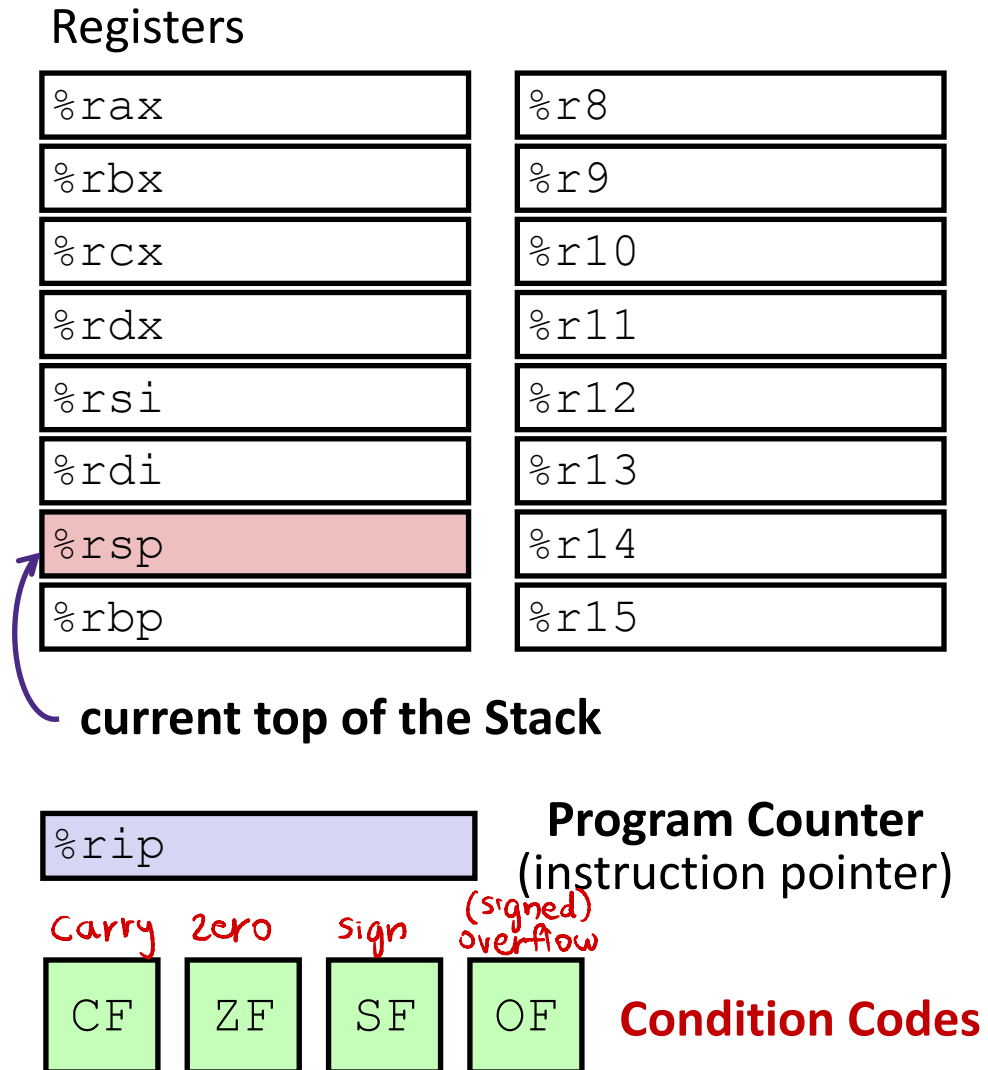 Registers
%rax
%rbx
%rcx
%rdx
%rsi
%rdi
%rsp
%rbp
%r8
%r9
%r10
%r11
%r12
%r13
%r14
%r15
current top of the Stack
%rip
Program Counter
(instruction pointer)
carry
zero
sign
(signed)
overflow
CF
ZF
SF
OF
Condition Codes